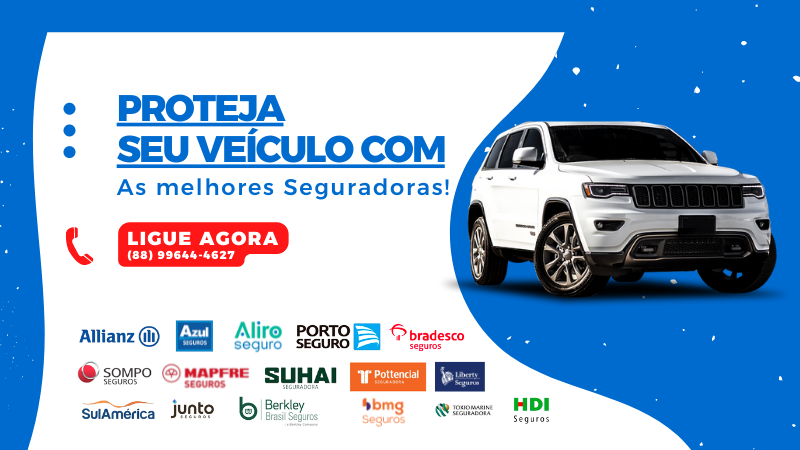 PROTEJA
SEU VEÍCULO COM
As melhores Seguradoras!
LIGUE AGORA
(88) 99644-4627
Allianz
Azul
SEGUROS
Aliro
seguro
PORTO
SEGURO
bradesco
seguros
SOMPO
SEGUROS
MAPFRE
SEGUROS
SUHAI
SEGURADORA
Pottencial
SEGURADORA
Liberty
Seguros
SulAmérica
junto
SEGUROS
Berkley
Brasil Seguros
a Berkley Company
bmg
Seguros
TOKIO MARINE
SEGURADORA
HDI
Seguros